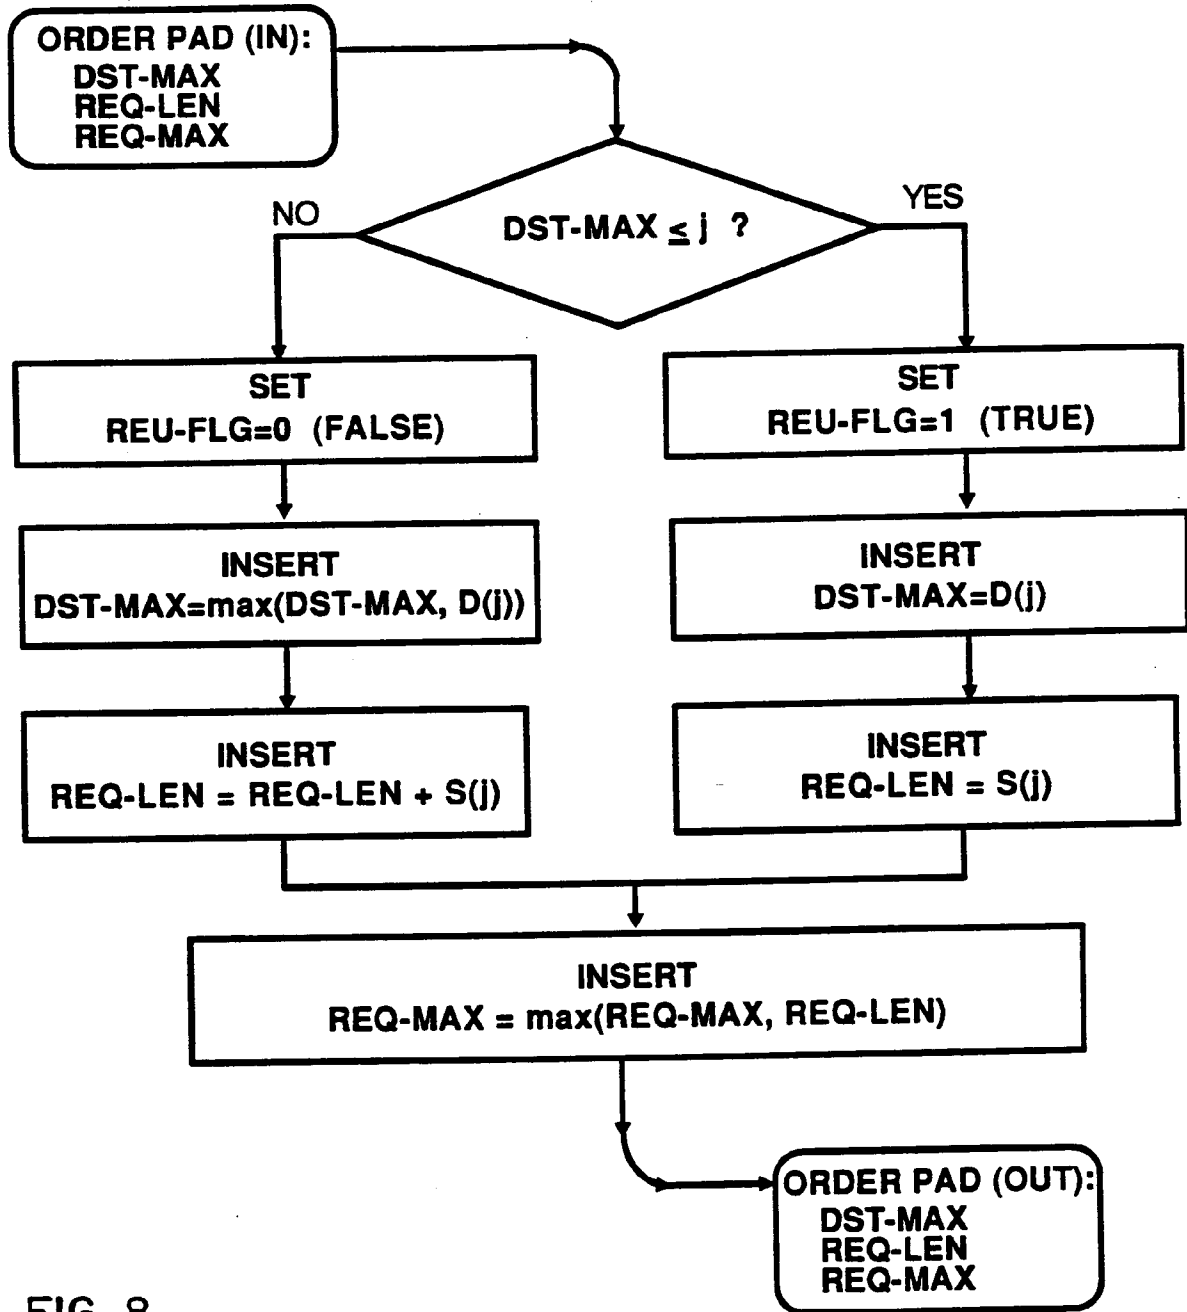 ORDER PAD (IN):
DST-MAX
REQ-LEN
REQ-MAX
DST-MAX ≤ j ?
NO
YES
SET
REU-FLG=0 (FALSE)
SET
REU-FLG=1 (TRUE)
INSERT
DST-MAX=max(DST-MAX, D(j))
INSERT
DST-MAX=D(j)
INSERT
REQ-LEN = REQ-LEN + S(j)
INSERT
REQ-LEN = S(j)
INSERT
REQ-MAX = max(REQ-MAX, REQ-LEN)
ORDER PAD (OUT):
DST-MAX
REQ-LEN
REQ-MAX
FIG. 8